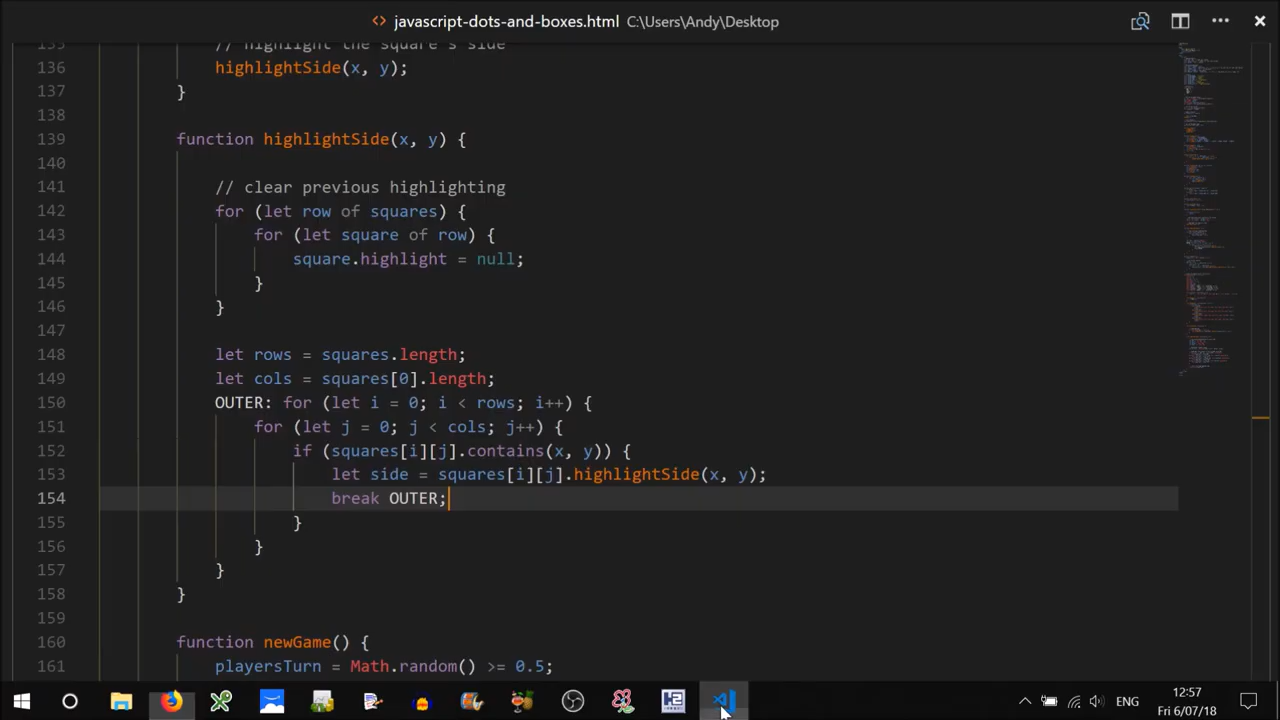 javascript-dots-and-boxes.html C:\Users\Andy\Desktop
135 // highlight the square's side
136 highlightSide(x, y);
137 }
138
139 function highlightSide(x, y) {
140
141 // clear previous highlighting
142 for (let row of squares) {
143 for (let square of row) {
144 square.highlight = null;
145 }
146 }
147
148 let rows = squares.length;
149 let cols = squares[0].length;
150 OUTER: for (let i = 0; i < rows; i++) {
151 for (let j = 0; j < cols; j++) {
152 if (squares[i][j].contains(x, y)) {
153 let side = squares[i][j].highlightSide(x, y);
154 break OUTER;
155 }
156 }
157 }
158 }
159
160 function newGame() {
161 playersTurn = Math.random() >= 0.5;
ENG
12:57
Fri 6/07/18